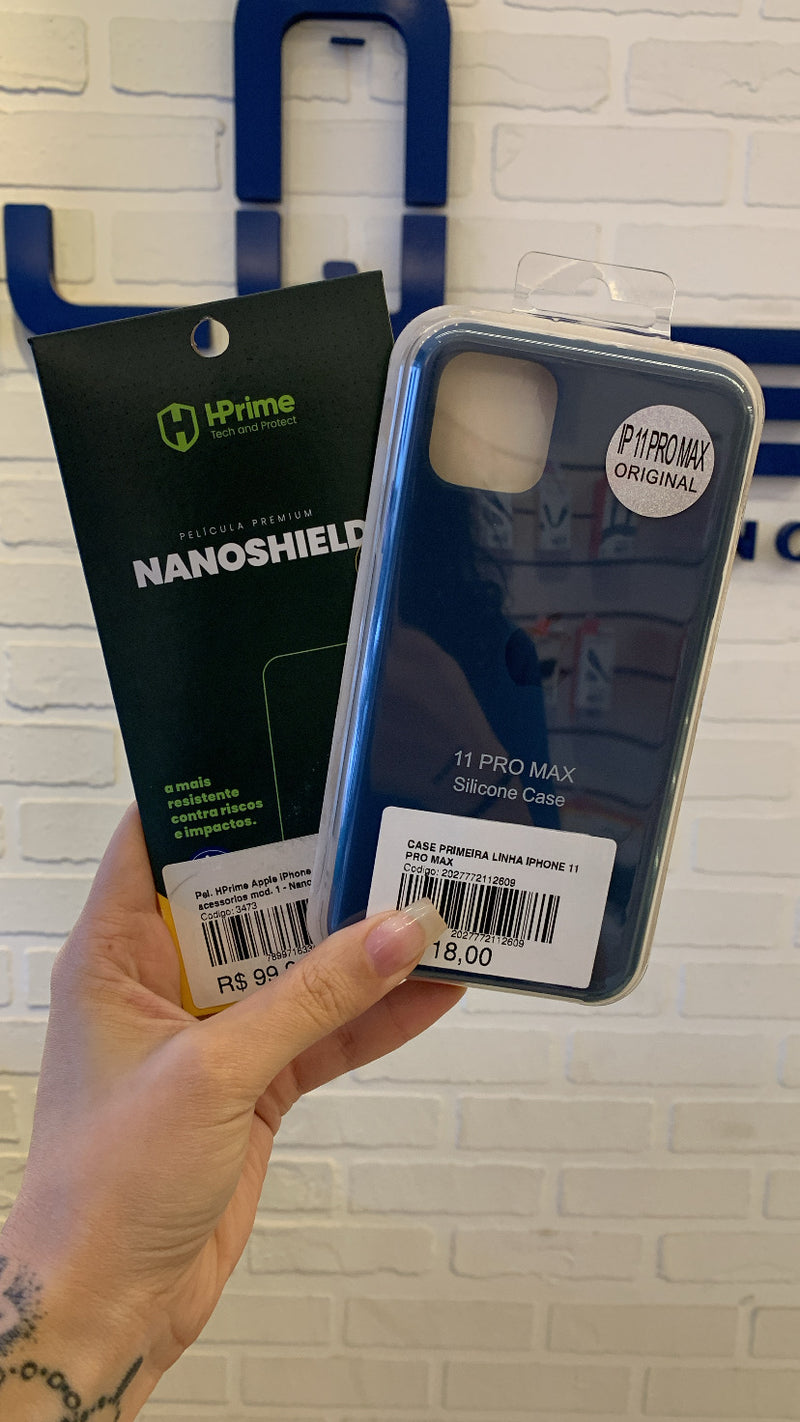 HPrime
Tech and Protect
PELÍCULA PREMIUM
NANOSHIELD
a mais
resistente
contra riscos
e impactos.
Pel. HPrime Apple iPhone
acessorios mod. 1 - Nano
Codigo: 3473
R$ 99,
IP 11 PRO MAX
ORIGINAL
11 PRO MAX
Silicone Case
CASE PRIMEIRA LINHA IPHONE 11
PRO MAX
Codigo: 2027772112609
2027772112609
18,00